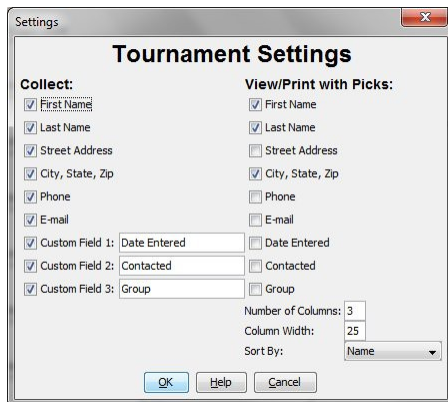 Settings
Tournament Settings
Collect:
First Name
Last Name
Street Address
City, State, Zip
Phone
E-mail
Custom Field 1: Date Entered
Custom Field 2: Contacted
Custom Field 3: Group
View/Print with Picks:
First Name
Last Name
Street Address
City, State, Zip
Phone
E-mail
Date Entered
Contacted
Group
Number of Columns: 3
Column Width: 25
Sort By: Name
OK Help Cancel